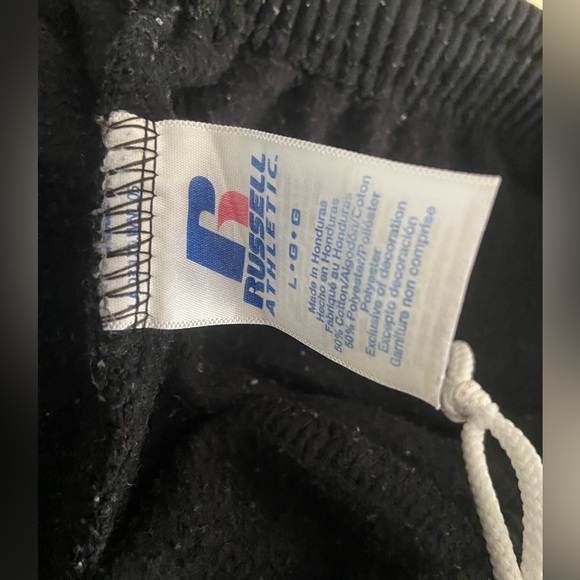 RUSSELL
ATHLETIC™
L • G • G
Made in Honduras
Hecho en Honduras
Fabriqué au Honduras
50% Cotton/Algodón/Coton
50% Polyester/Poliéster
Polyester
Exclusive of decoration
Excepto decoración
Garniture non comprise